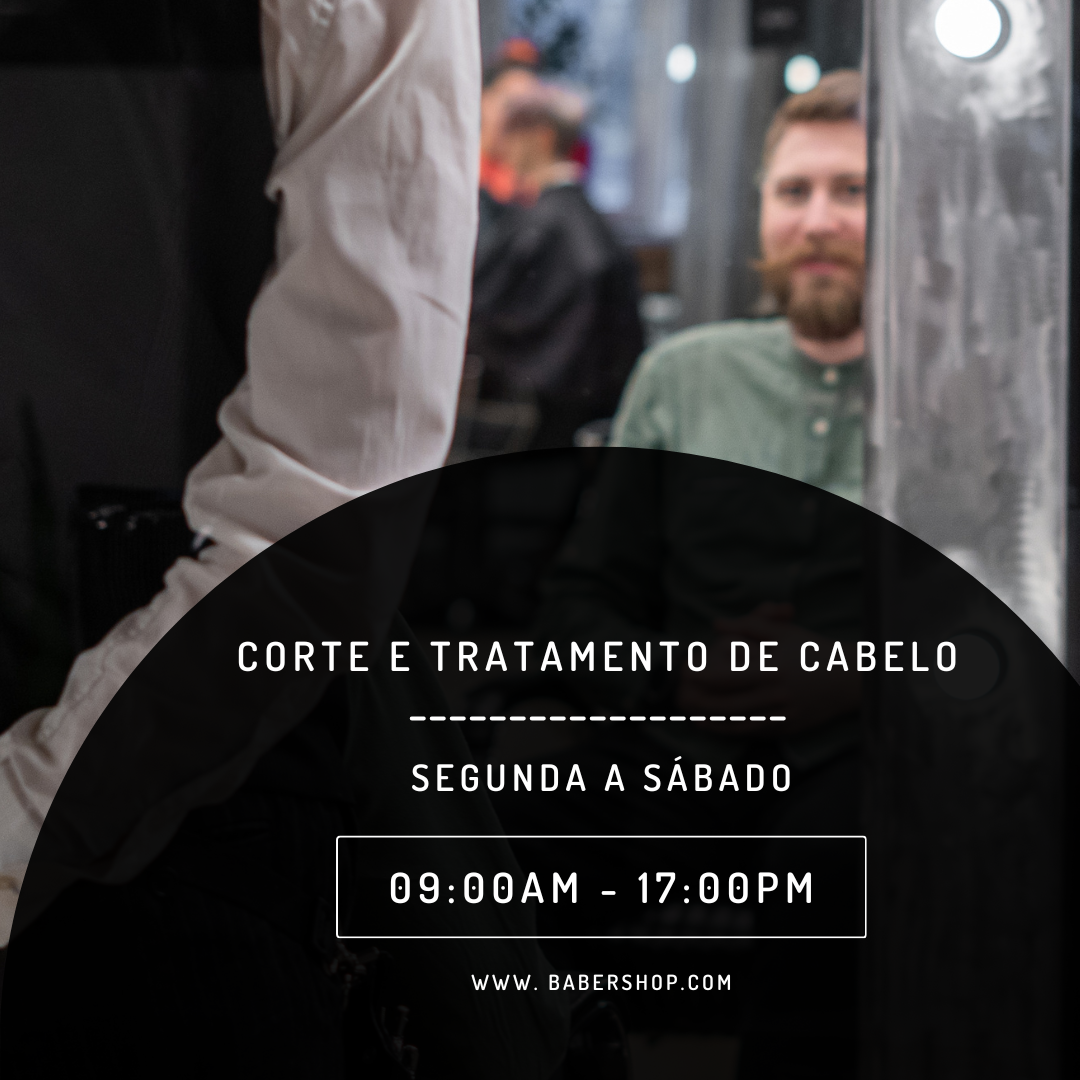 CORTE E TRATAMENTO DE CABELO
-------------------
SEGUNDA A SÁBADO
09:00AM - 17:00PM
WWW. BABERSHOP.COM